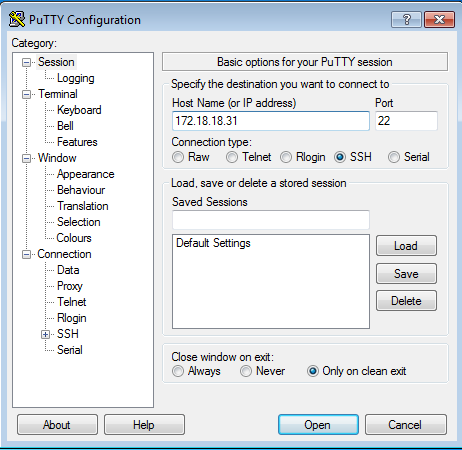 PuTTY Configuration
Category:
Session
Logging
Terminal
Keyboard
Bell
Features
Window
Appearance
Behaviour
Translation
Selection
Colours
Connection
Data
Proxy
Telnet
Rlogin
SSH
Serial
Basic options for your PuTTY session
Specify the destination you want to connect to
Host Name (or IP address) Port
172.18.18.31 22
Connection type:
Raw Telnet Rlogin SSH Serial
Load, save or delete a stored session
Saved Sessions
Default Settings
Load
Save
Delete
Close window on exit:
Always Never Only on clean exit
About Help Open Cancel